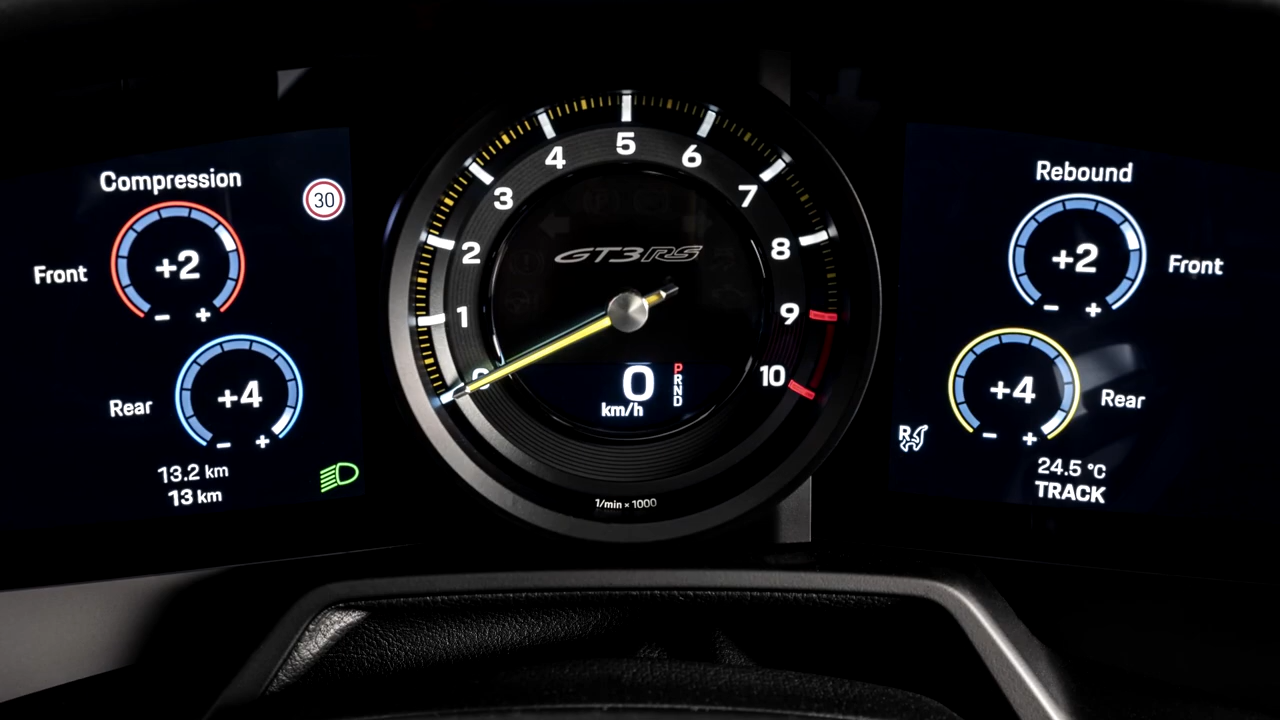 Compression
30
Front
+2
− +
Rear
+4
− +
13.2 km
13 km
0
1
2
3
4
5
6
7
8
9
10
GT3RS
0
km/h
P
R
N
D
1/min × 1000
Rebound
+2
Front
− +
+4
Rear
− +
R
24.5 °C
TRACK